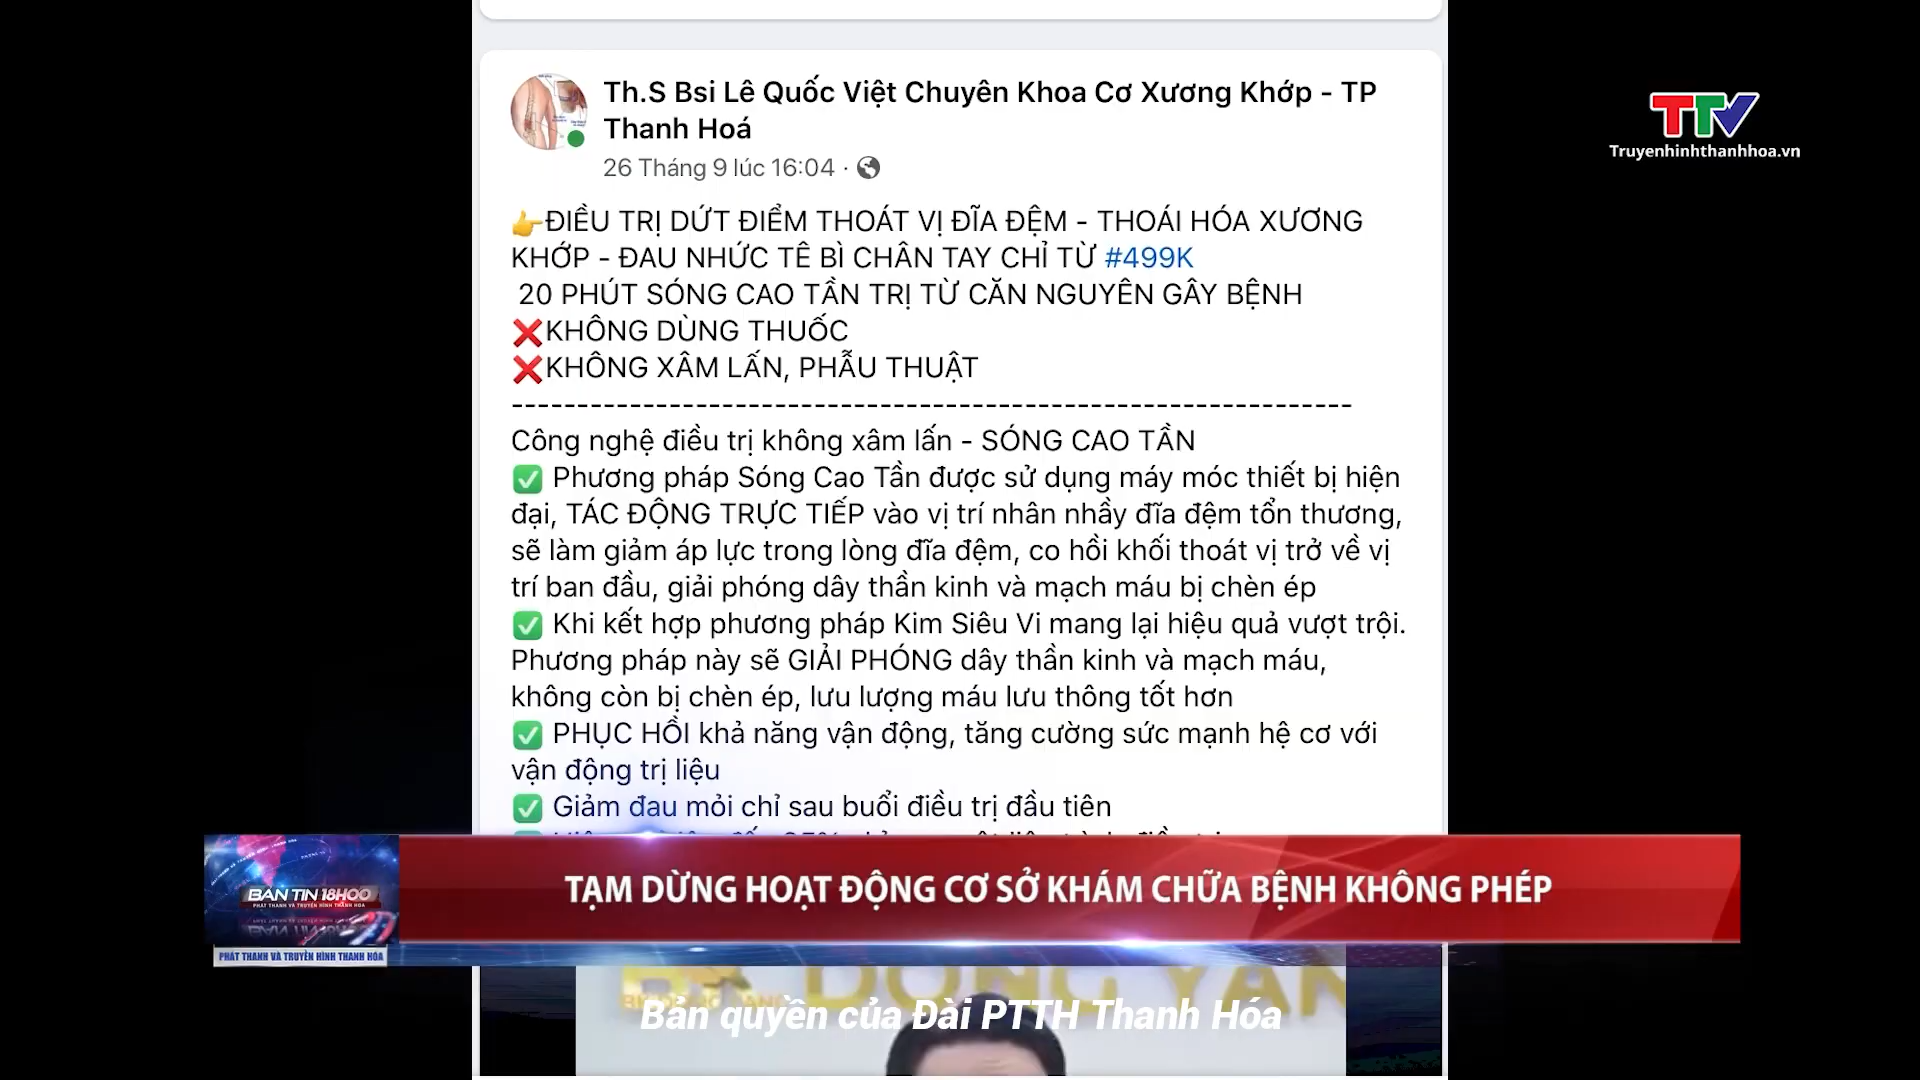 Th.S Bsi Lê Quốc Việt Chuyên Khoa Cơ Xương Khớp - TP
Thanh Hoá
26 Tháng 9 lúc 16:04 ·
TTV
Truyenhinhthanhhoa.vn
👉ĐIỀU TRỊ DỨT ĐIỂM THOÁT VỊ ĐĨA ĐỆM - THOÁI HÓA XƯƠNG
KHỚP - ĐAU NHỨC TÊ BÌ CHÂN TAY CHỈ TỪ #499K
20 PHÚT SÓNG CAO TẦN TRỊ TỪ CĂN NGUYÊN GÂY BỆNH
❌KHÔNG DÙNG THUỐC
❌KHÔNG XÂM LẤN, PHẪU THUẬT
----------------------------------------------------------------
Công nghệ điều trị không xâm lấn - SÓNG CAO TẦN
✅ Phương pháp Sóng Cao Tần được sử dụng máy móc thiết bị hiện
đại, TÁC ĐỘNG TRỰC TIẾP vào vị trí nhân nhầy đĩa đệm tổn thương,
sẽ làm giảm áp lực trong lòng đĩa đệm, co hồi khối thoát vị trở về vị
trí ban đầu, giải phóng dây thần kinh và mạch máu bị chèn ép
✅ Khi kết hợp phương pháp Kim Siêu Vi mang lại hiệu quả vượt trội.
Phương pháp này sẽ GIẢI PHÓNG dây thần kinh và mạch máu,
không còn bị chèn ép, lưu lượng máu lưu thông tốt hơn
✅ PHỤC HỒI khả năng vận động, tăng cường sức mạnh hệ cơ với
vận động trị liệu
✅ Giảm đau mỏi chỉ sau buổi điều trị đầu tiên
BẢN TIN 18H00
PHÁT THANH VÀ TRUYỀN HÌNH THANH HÓA
TẠM DỪNG HOẠT ĐỘNG CƠ SỞ KHÁM CHỮA BỆNH KHÔNG PHÉP
PHÁT THANH VÀ TRUYỀN HÌNH THANH HÓA
Bản quyền của Đài PTTH Thanh Hóa